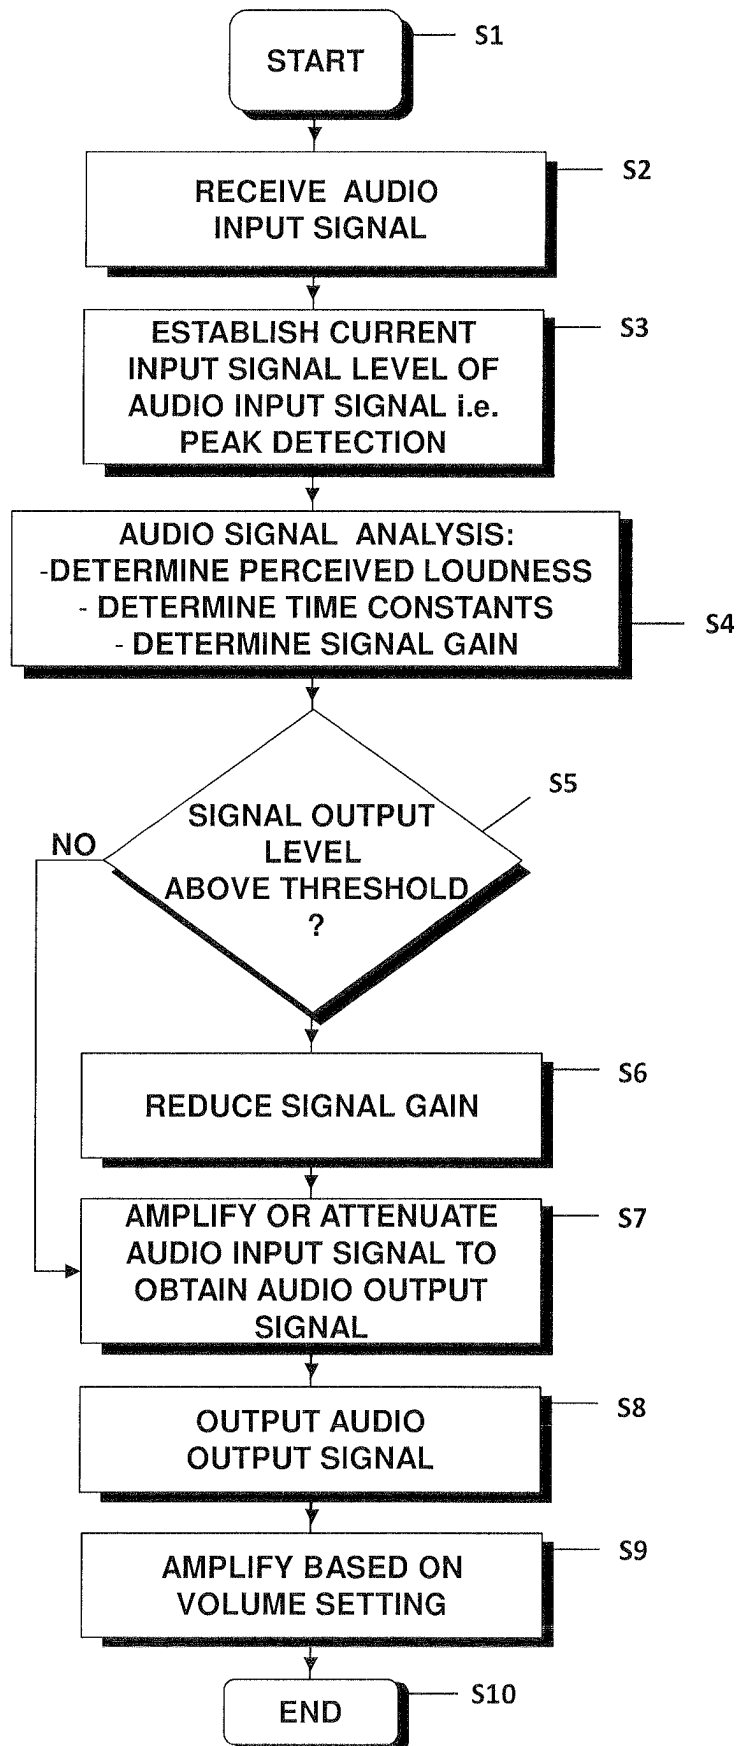 START
S1
RECEIVE AUDIO
INPUT SIGNAL
S2
ESTABLISH CURRENT
INPUT SIGNAL LEVEL OF
AUDIO INPUT SIGNAL i.e.
PEAK DETECTION
S3
AUDIO SIGNAL ANALYSIS:
-DETERMINE PERCEIVED LOUDNESS
- DETERMINE TIME CONSTANTS
- DETERMINE SIGNAL GAIN
S4
SIGNAL OUTPUT
LEVEL
ABOVE THRESHOLD
?
S5
NO
REDUCE SIGNAL GAIN
S6
AMPLIFY OR ATTENUATE
AUDIO INPUT SIGNAL TO
OBTAIN AUDIO OUTPUT
SIGNAL
S7
OUTPUT AUDIO
OUTPUT SIGNAL
S8
AMPLIFY BASED ON
VOLUME SETTING
S9
END
S10